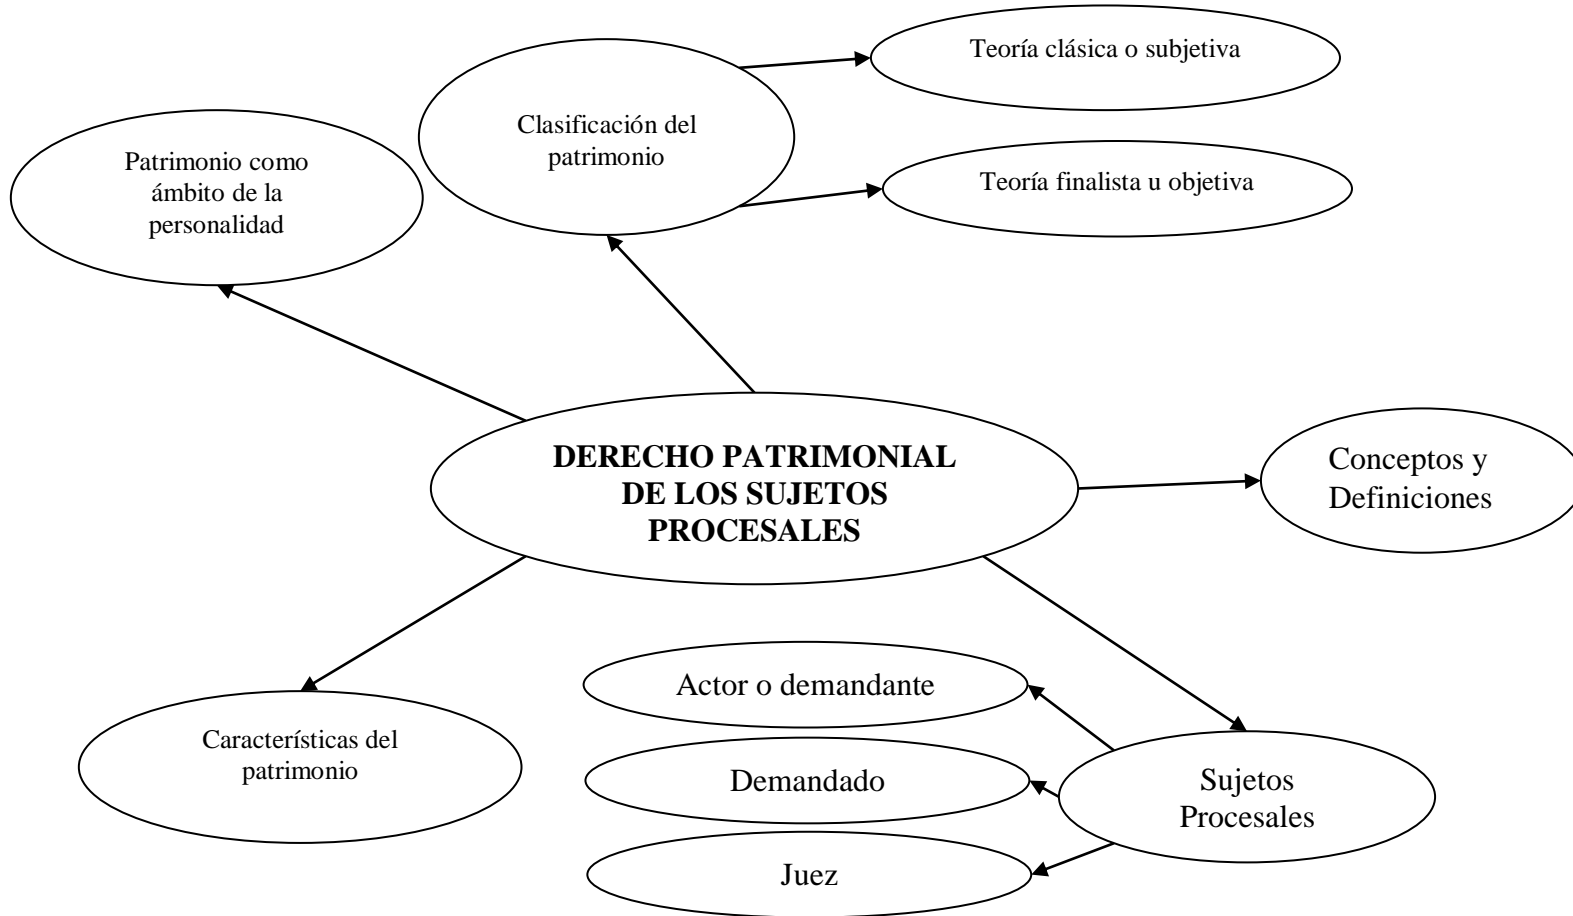 Teoría clásica o subjetiva
Clasificación del
patrimonio
Patrimonio como
ámbito de la
personalidad
Teoría finalista u objetiva
DERECHO PATRIMONIAL
DE LOS SUJETOS
PROCESALES
Conceptos y
Definiciones
Características del
patrimonio
Actor o demandante
Demandado
Juez
Sujetos
Procesales